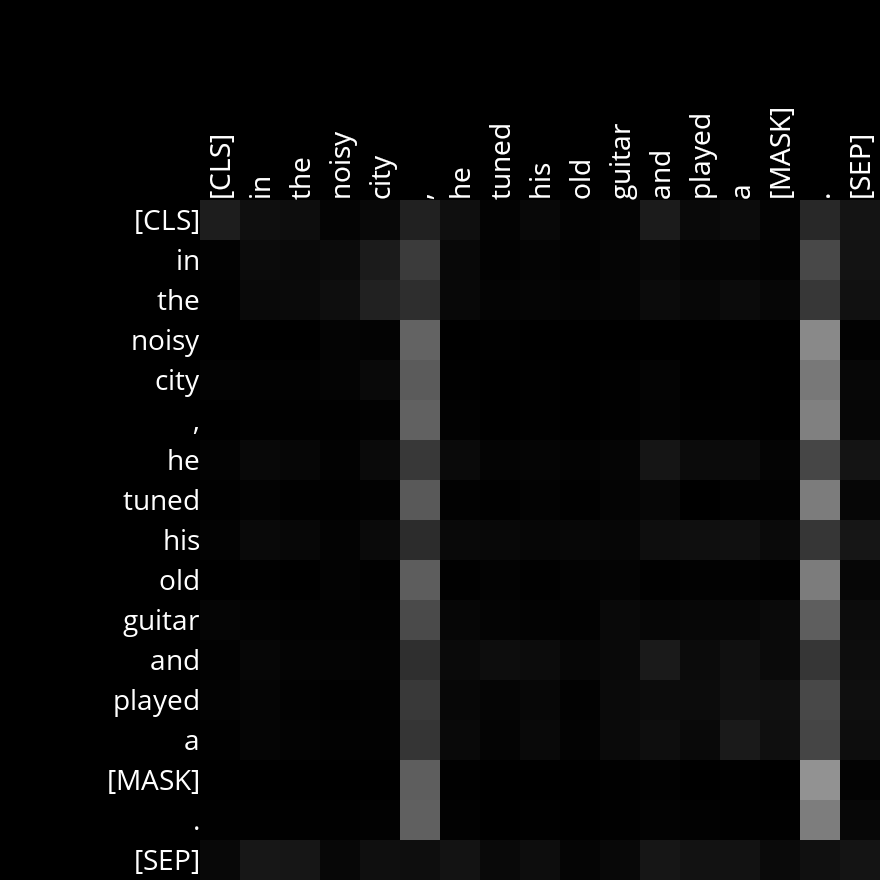 [CLS] in the noisy city , he tuned his old guitar and played a [MASK] . [SEP]
[CLS]
in
the
noisy
city
,
he
tuned
his
old
guitar
and
played
a
[MASK]
.
[SEP]